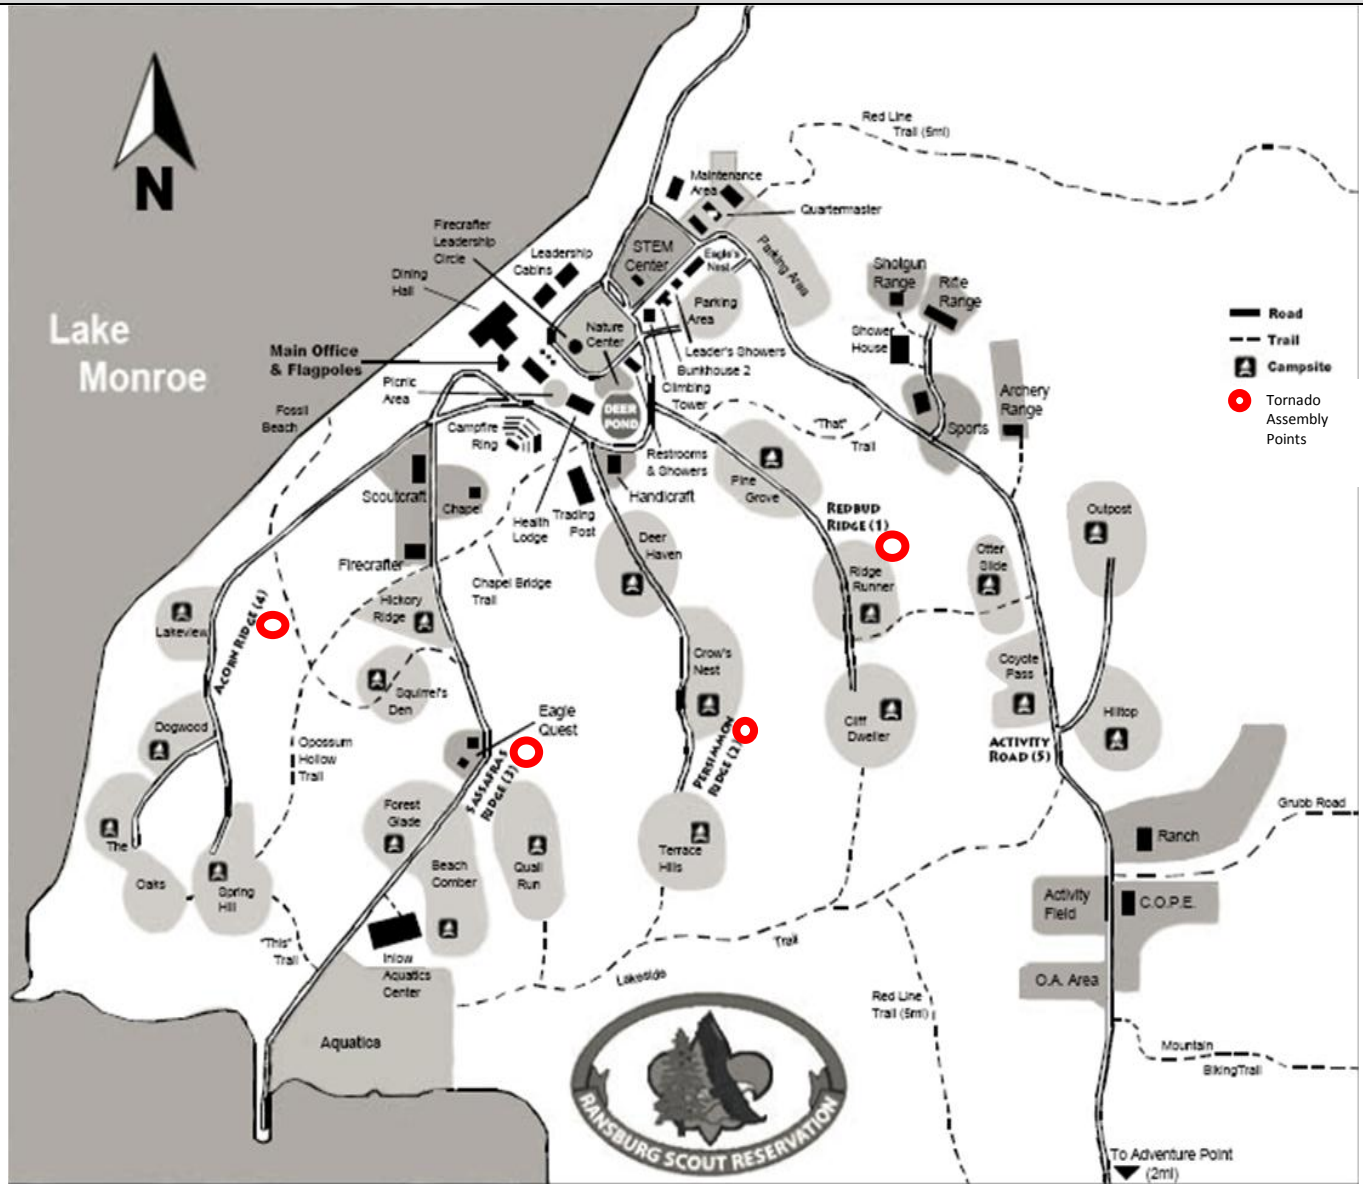 Red Line
Trail (5mi)
Maintenance
Area
Quartermaster
Firecrafter
Leadership
Circle
Leadership
Cabins
STEM
Center
Eagle's
Nest
Parking Area
Dining
Hall
Shotgun
Range
Rifle
Range
Parking
Area
Nature
Center
Shower
House
Leader's Showers
Bunkhouse 2
Climbing
Tower
Lake
Monroe
N
Main Office
& Flagpoles
Picnic
Area
Fossil
Beach
Campfire
Ring
DEER
POND
Restrooms
& Showers
Handicraft
"That"
Trail
Sports
Archery
Range
Road
Trail
Campsite
Tornado
Assembly
Points
Scoutcraft
Chapel
Health
Lodge
Trading
Post
Pine
Grove
REDBUD
RIDGE (1)
Outpost
Firecrafter
Chapel Bridge
Trail
Deer
Haven
Ridge
Runner
Otter
Slide
Hickory
Ridge
Lakeview
ACORN RIDGE (4)
Squirrel's
Den
Crow's
Nest
Coyote
Pass
Dogwood
Eagle
Quest
Cliff
Dweller
Hilltop
Opossum
Hollow
Trail
SASSAFRAS
RIDGE (3)
PERSIMMON
RIDGE (2)
ACTIVITY
ROAD (5)
Grubb Road
Forest
Glade
The
Oaks
Spring
Hill
Beach
Comber
Quail
Run
Terrace
Hills
Ranch
Activity
Field
C.O.P.E.
"This"
Trail
Inlow
Aquatics
Center
Lakeside
Trail
O.A. Area
Red Line
Trail (5mi)
Aquatics
Mountain
BikingTrail
RANSBURG SCOUT RESERVATION
To Adventure Point
(2mi)